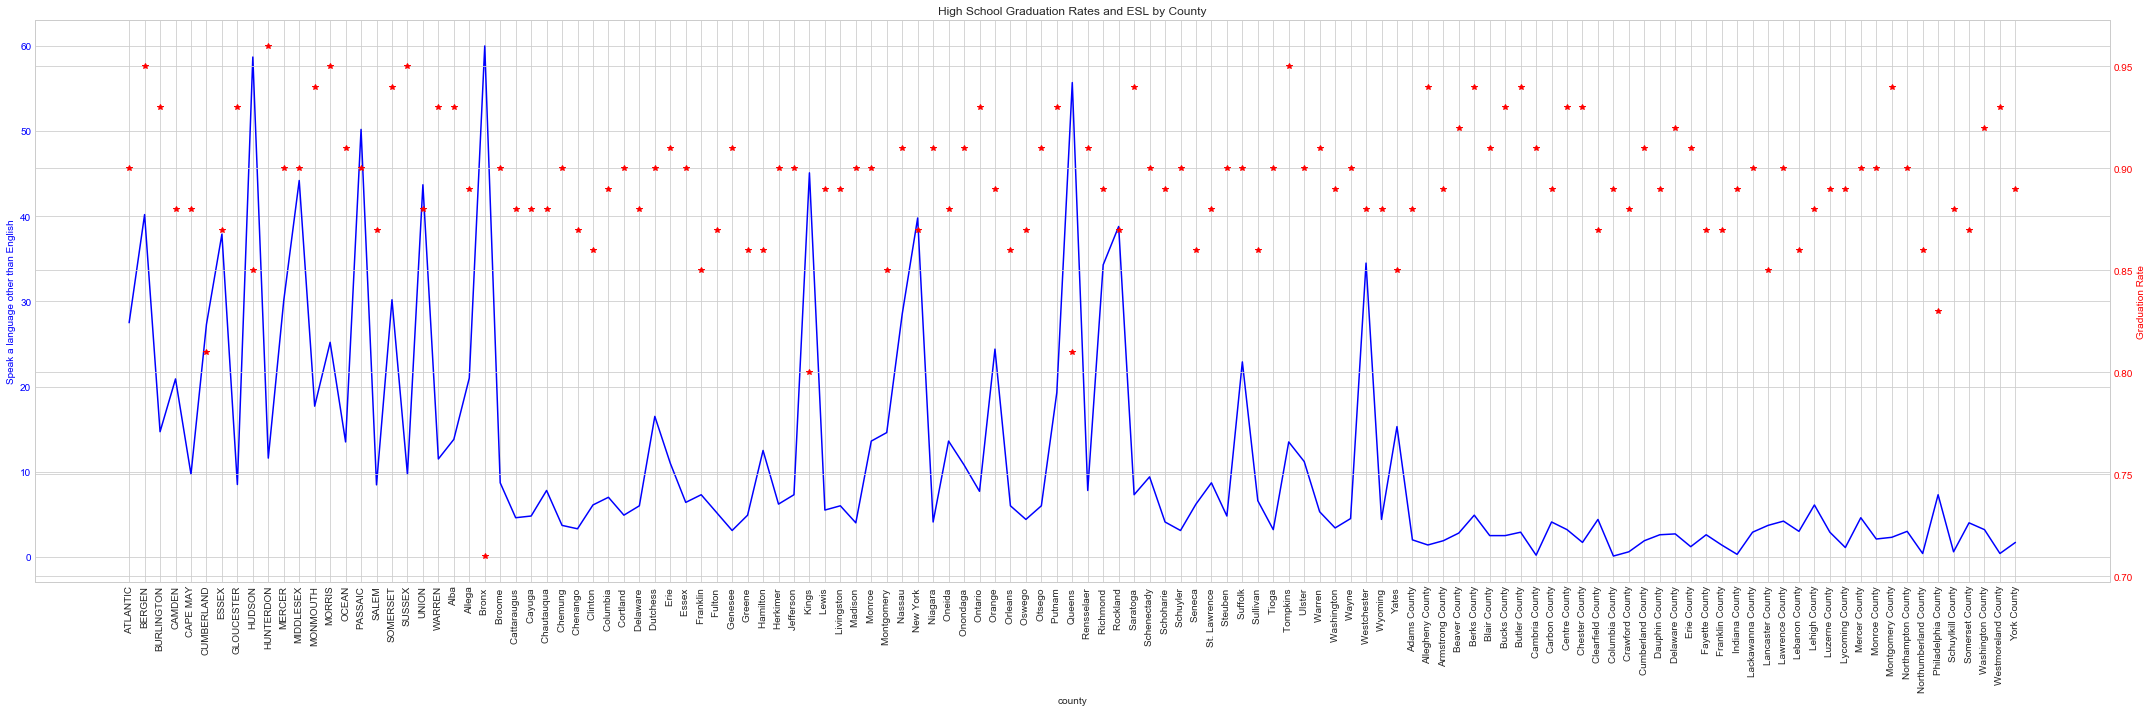 High School Graduation Rates and ESL by County
Speak a language other than English
60
50
40
30
20
10
0
0.95
0.90
0.85
0.80
0.75
0.70
Graduation Rate
ATLANTIC
BERGEN
BURLINGTON
CAMDEN
CAPE MAY
CUMBERLAND
ESSEX
GLOUCESTER
HUDSON
HUNTERDON
MERCER
MIDDLESEX
MONMOUTH
MORRIS
OCEAN
PASSAIC
SALEM
SOMERSET
SUSSEX
UNION
WARREN
Alba
Allega
Bronx
Broome
Cattaraugus
Cayuga
Chautauqua
Chemung
Chenango
Clinton
Columbia
Cortland
Delaware
Dutchess
Erie
Essex
Franklin
Fulton
Genesee
Greene
Hamilton
Herkimer
Jefferson
Kings
Lewis
Livingston
Madison
Monroe
Montgomery
Nassau
New York
Niagara
Oneida
Onondaga
Ontario
Orange
Orleans
Oswego
Otsego
Putnam
Queens
Rensselaer
Richmond
Rockland
Saratoga
Schenectady
Schoharie
Schuyler
Seneca
St. Lawrence
Steuben
Suffolk
Sullivan
Tioga
Tompkins
Ulster
Warren
Washington
Wayne
Westchester
Wyoming
Yates
Adams County
Allegheny County
Armstrong County
Beaver County
Berks County
Blair County
Bucks County
Butler County
Cambria County
Carbon County
Centre County
Chester County
Clearfield County
Columbia County
Crawford County
Cumberland County
Dauphin County
Delaware County
Erie County
Fayette County
Franklin County
Indiana County
Lackawanna County
Lancaster County
Lawrence County
Lebanon County
Lehigh County
Luzerne County
Lycoming County
Mercer County
Monroe County
Montgomery County
Northampton County
Northumberland County
Philadelphia County
Schuylkill County
Somerset County
Washington County
Westmoreland County
York County
county